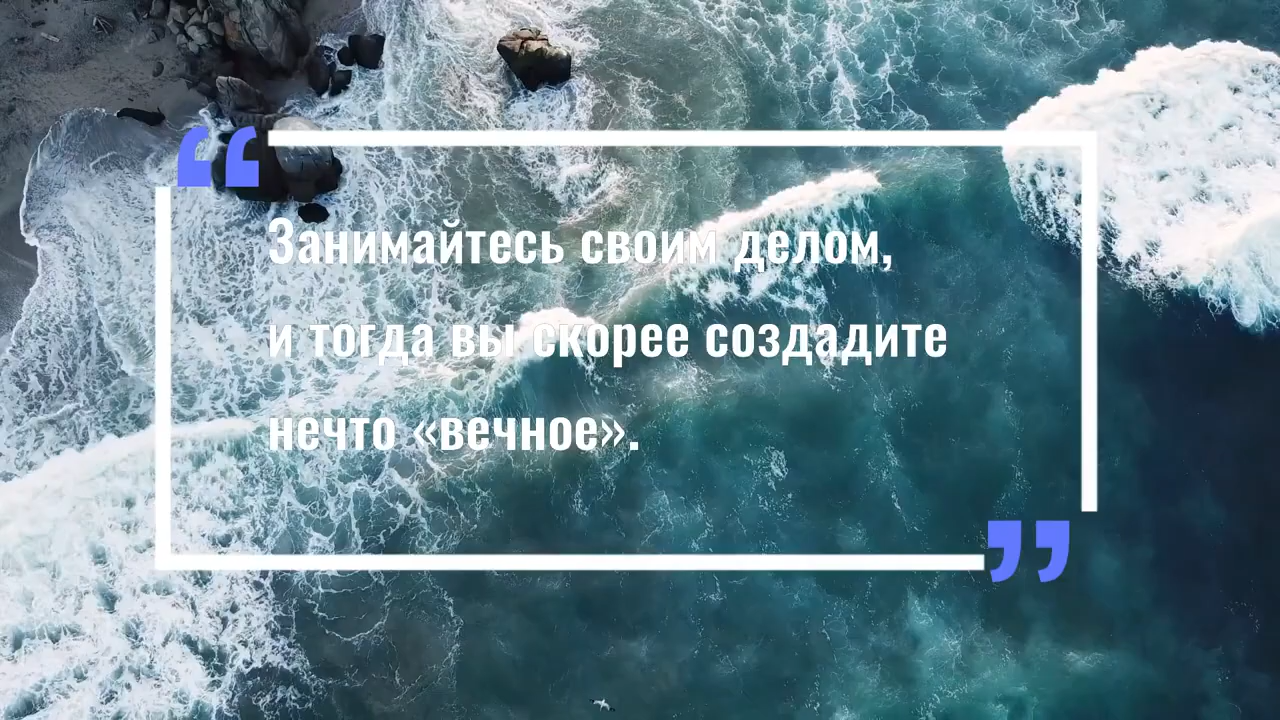 Занимайтесь своим делом,
и тогда вы скорее создадите
нечто «вечное».